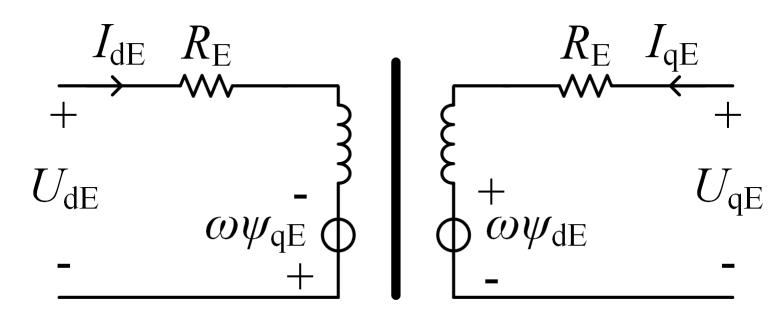 I_dE R_E R_E I_qE
+ +
U_dE - + U_qE
ωψ_qE ωψ_dE
- + - -